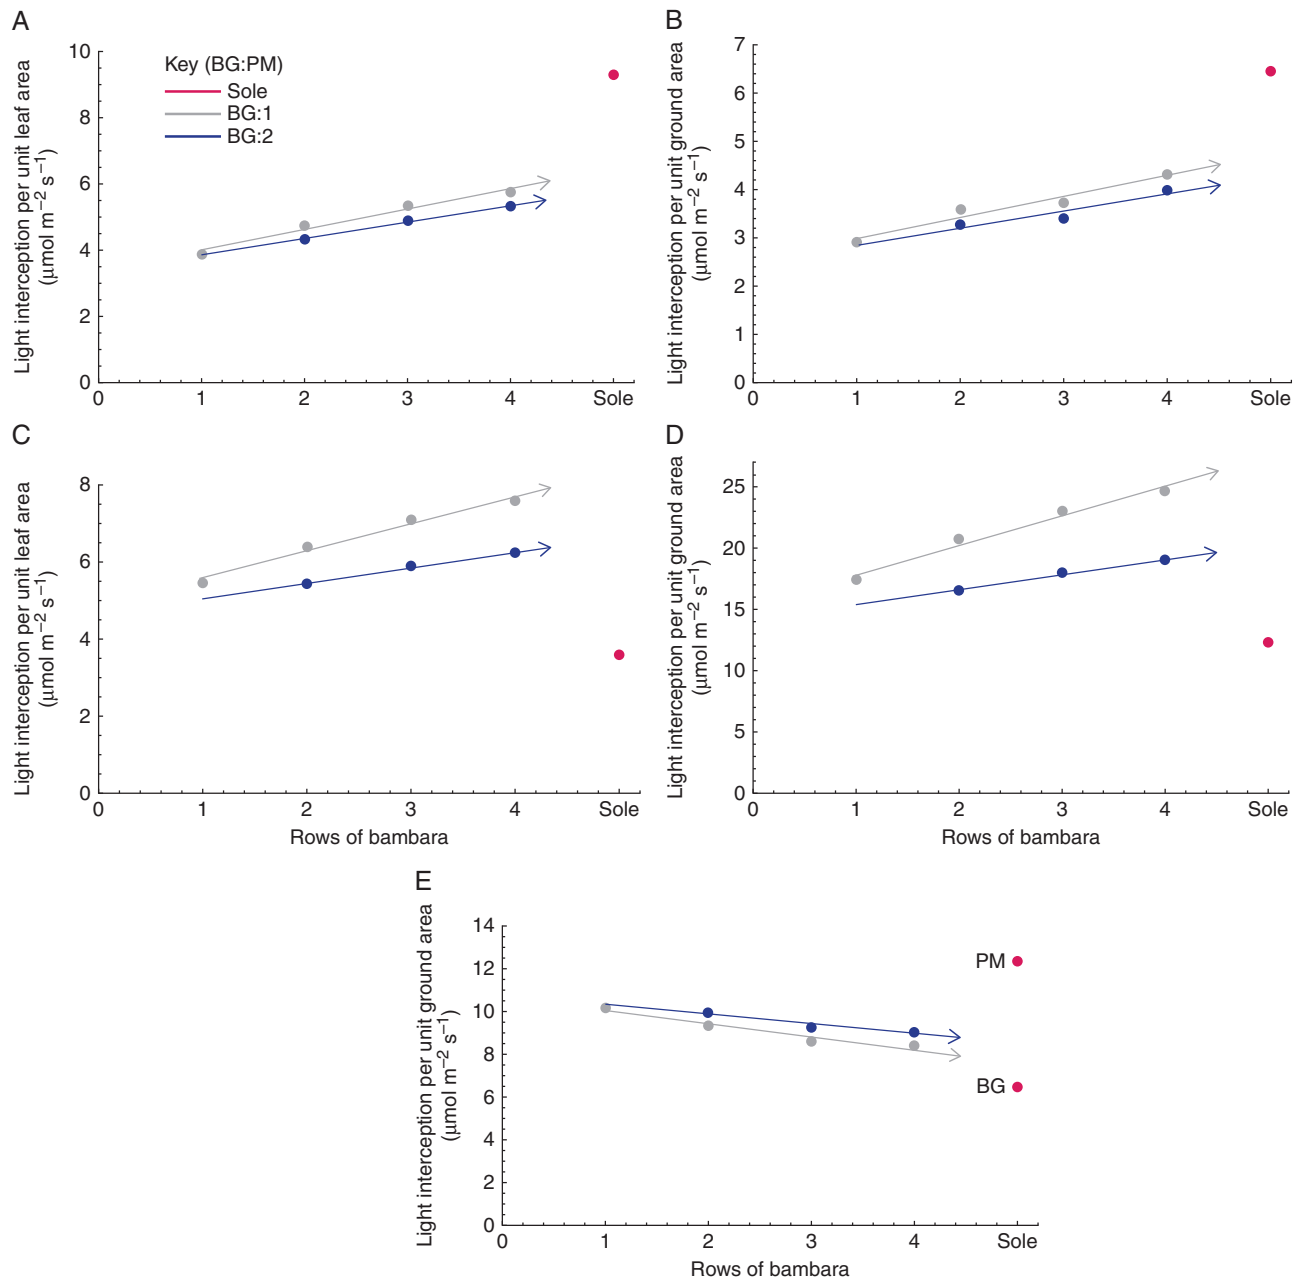 A
Light interception per unit leaf area
(µmol m⁻² s⁻¹)
10
8
6
4
2
0
Key (BG:PM)
Sole
BG:1
BG:2
0 1 2 3 4 Sole
B
Light interception per unit ground area
(µmol m⁻² s⁻¹)
7
6
5
4
3
2
1
0
0 1 2 3 4 Sole
C
Light interception per unit leaf area
(µmol m⁻² s⁻¹)
8
6
4
2
0
0 1 2 3 4 Sole
Rows of bambara
D
Light interception per unit ground area
(µmol m⁻² s⁻¹)
25
20
15
10
5
0
0 1 2 3 4 Sole
Rows of bambara
E
Light interception per unit ground area
(µmol m⁻² s⁻¹)
14
12
10
8
6
4
2
0
PM
BG
0 1 2 3 4 Sole
Rows of bambara